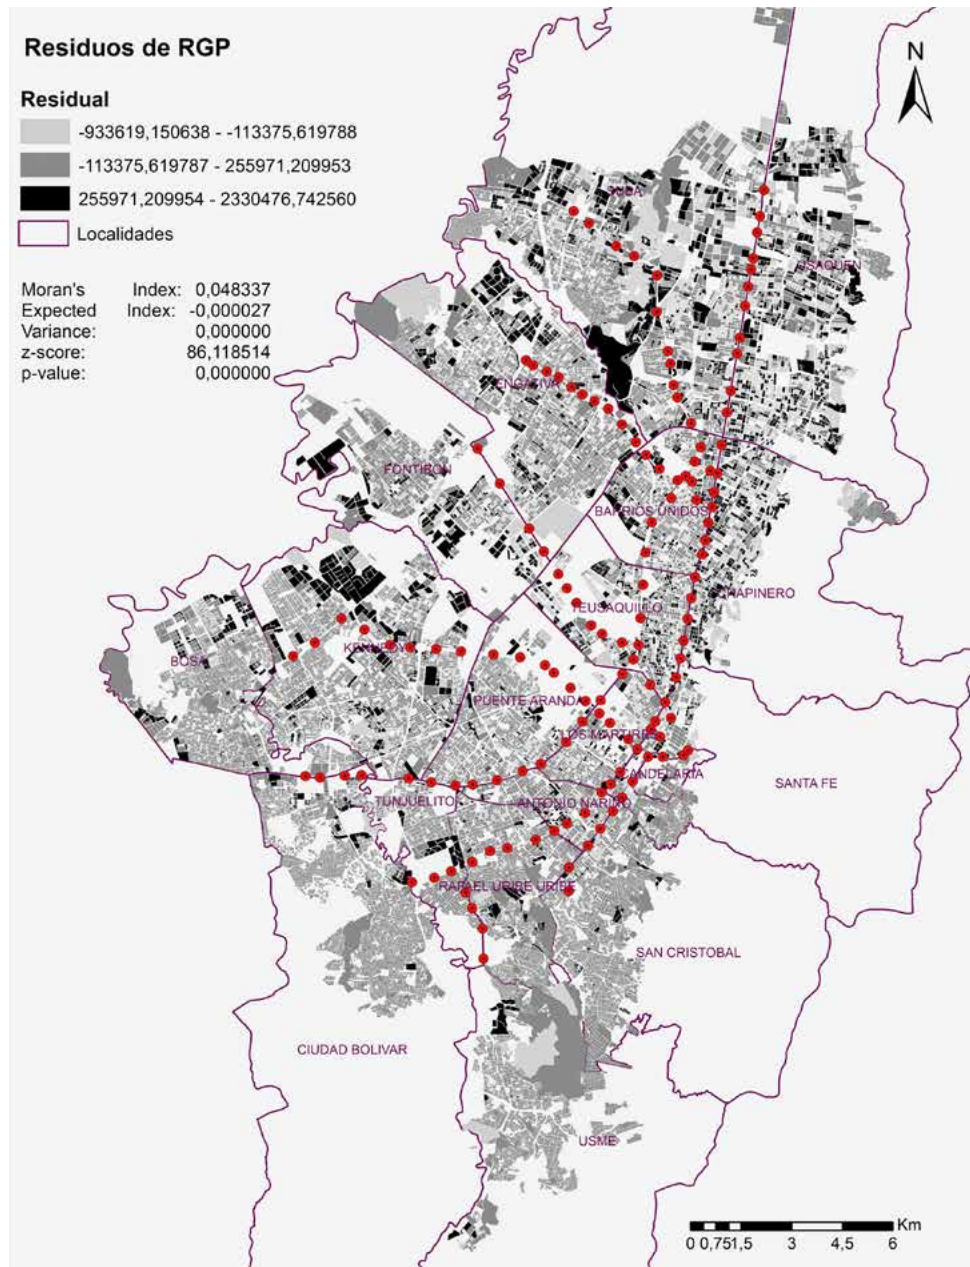 Residuos de RGP
N
Residual
-933619,150638 - -113375,619788
-113375,619787 - 255971,209953
255971,209954 - 2330476,742560
Localidades
Moran's Index: 0,048337
Expected Index: -0,000027
Variance: 0,000000
z-score: 86,118514
p-value: 0,000000
SUBA
USAQUEN
ENGATIVA
FONTIBON
BARRIOS UNIDOS
TEUSAQUILLO
CHAPINERO
KENNEDY
BOSA
PUENTE ARANDA
LOS MARTIRES
CANDELARIA
SANTA FE
TUNJUELITO
ANTONIO NARIÑO
RAFAEL URIBE URIBE
SAN CRISTOBAL
CIUDAD BOLIVAR
USME
Km
0 0,75 1,5 3 4,5 6